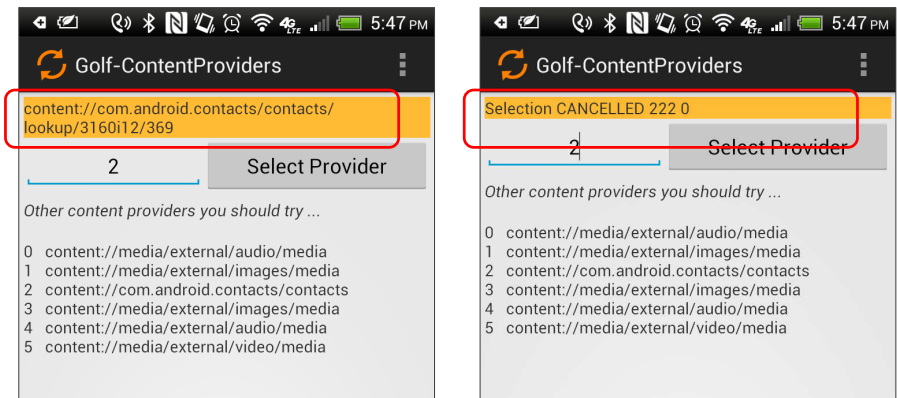 4G LTE 5:47 PM
Golf-ContentProviders
content://com.android.contacts/contacts/
lookup/3160i12/369
2 Select Provider
Other content providers you should try ...
0 content://media/external/audio/media
1 content://media/external/images/media
2 content://com.android.contacts/contacts
3 content://media/external/images/media
4 content://media/external/audio/media
5 content://media/external/video/media
4G LTE 5:47 PM
Golf-ContentProviders
Selection CANCELLED 222 0
2 Select Provider
Other content providers you should try ...
0 content://media/external/audio/media
1 content://media/external/images/media
2 content://com.android.contacts/contacts
3 content://media/external/images/media
4 content://media/external/audio/media
5 content://media/external/video/media